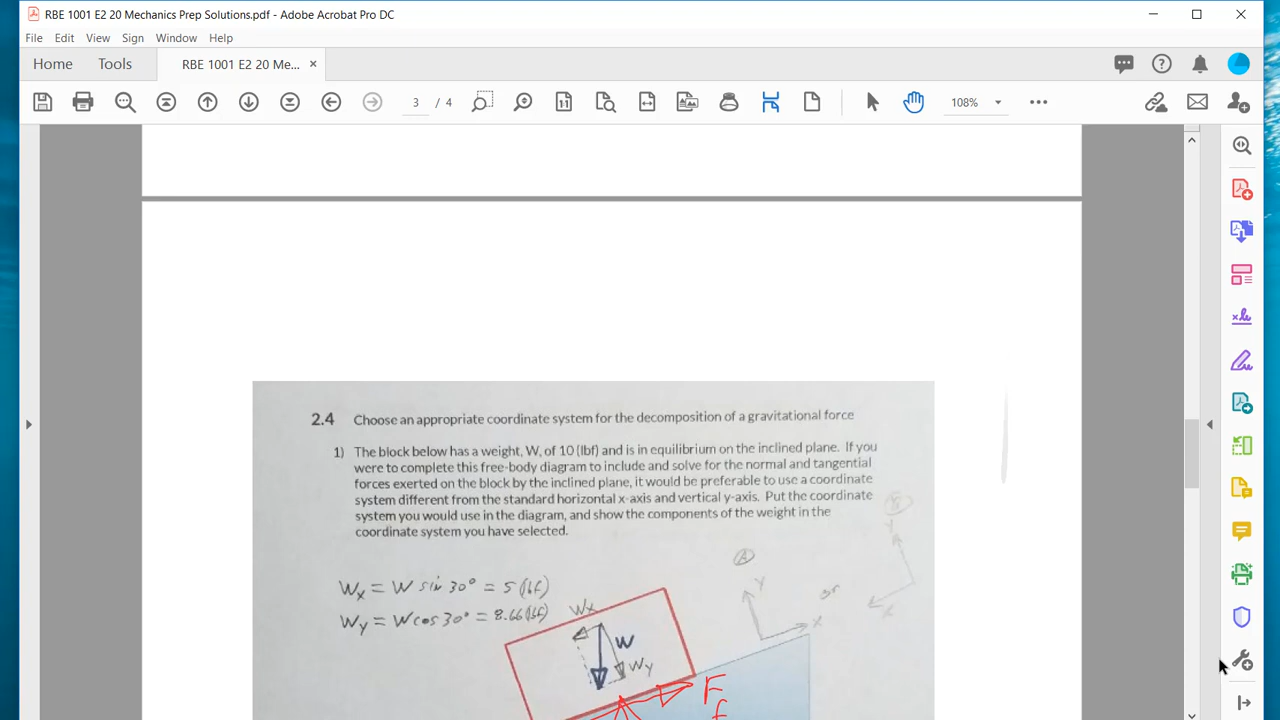 RBE 1001 E2 20 Mechanics Prep Solutions.pdf - Adobe Acrobat Pro DC
File Edit View Sign Window Help
Home Tools RBE 1001 E2 20 Me... ×
3 / 4 108%
2.4 Choose an appropriate coordinate system for the decomposition of a gravitational force
1) The block below has a weight, W, of 10 (lbf) and is in equilibrium on the inclined plane. If you
were to complete this free-body diagram to include and solve for the normal and tangential
forces exerted on the block by the inclined plane, it would be preferable to use a coordinate
system different from the standard horizontal x-axis and vertical y-axis. Put the coordinate
system you would use in the diagram, and show the components of the weight in the
coordinate system you have selected.
B
Y
X
A
Y
or
X
Wx = W sin 30° = 5 (lbf)
Wy = W cos 30° = 8.66 (lbf)
Wx
W
Wy
F
f